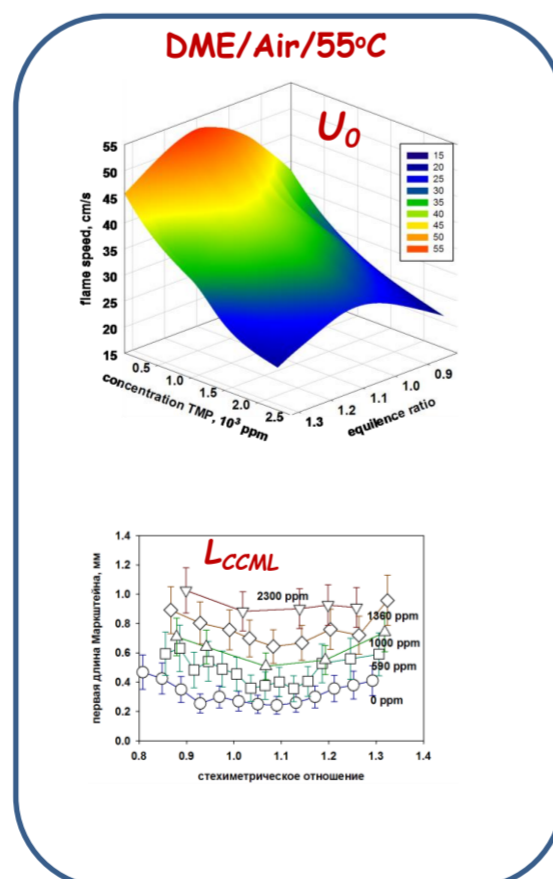 DME/Air/55°C
U₀
55
50
45
40
35
30
25
20
15
flame speed, cm/s
15
20
25
30
35
40
45
50
55
0.5
1.0
1.5
2.0
2.5
concentration TMP, 10³ ppm
1.3
1.2
1.1
1.0
0.9
equilence ratio
LCCML
1.4
1.2
1.0
0.8
0.6
0.4
0.2
0.0
первая длина Маркштейна, мм
2300 ppm
1360 ppm
1000 ppm
590 ppm
0 ppm
0.8 0.9 1.0 1.1 1.2 1.3 1.4
стехиметрическое отношение